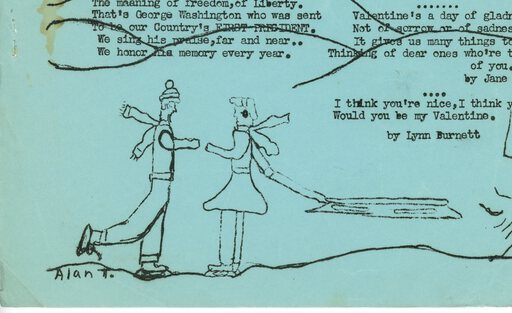 The meaning of freedom,of Liberty.
That's George Washington who was sent
To be our Country's FIRST PRESIDENT.
We sing his praise,far and near..
We honor his memory every year.
.......
Valentine's a day of
Not of sorrow or of sadnes
It gives us many things to
Thinking of dear ones who're t
of you.
by Jane
....
I think you're nice,I think y
Would you be my Valentine.
by Lynn Burnett
Alan T.